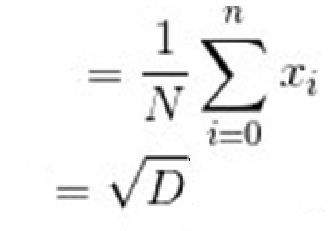 = \frac{1}{N} \sum_{i=0}^{n} x_i
= \sqrt{D}